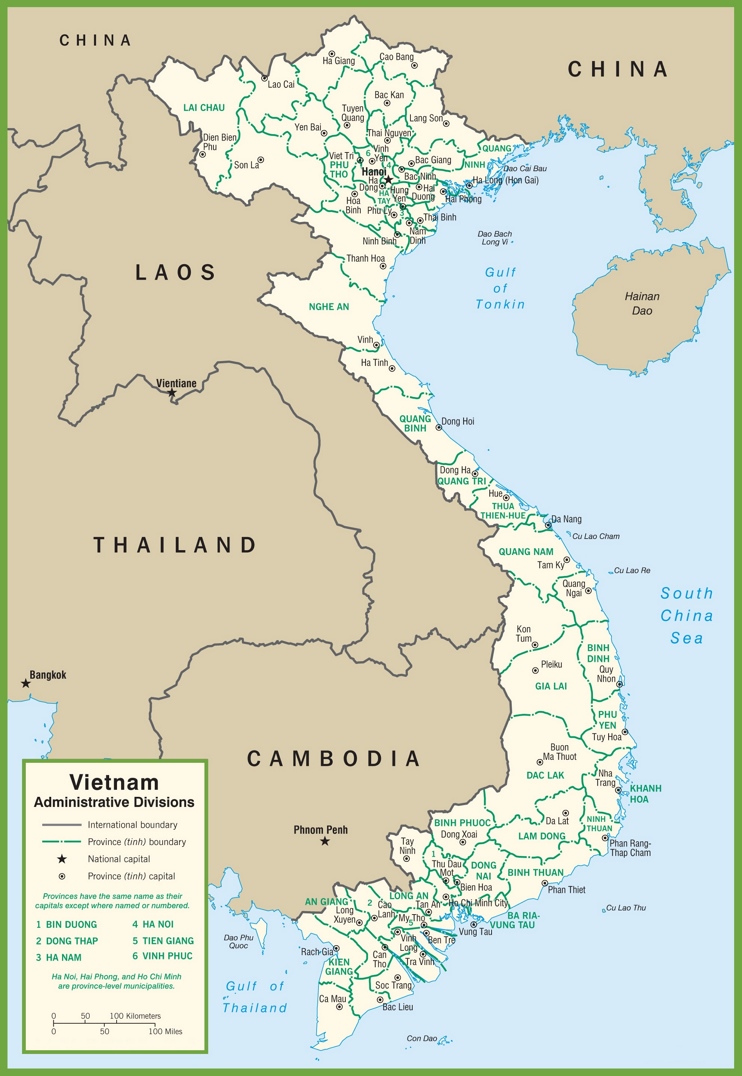 CHINA
CHINA
Ha Giang
Cao Bang
Lao Cai
LAI CHAU
Bac Kan
Tuyen
Quang
Lang Son
Yen Bai
Thai Nguyen
Dien Bien
Phu
Son La
Viet Tri
Vinh
Yen
6
PHU
THO
4
Bac Giang
QUANG
NINH
Hanoi
Bac Ninh
Dao Cai Bau
Ha Long (Hon Gai)
Ha
Dong
HA
TAY
Hung
Yen
Hai
Duong
Hai Phong
Hoa
Binh
Phu Ly
3
Thai Binh
Nam
Dinh
Ninh Binh
Dao Bach
Long Vi
Thanh Hoa
LAOS
Gulf
of
Tonkin
Hainan
Dao
NGHE AN
Vinh
Ha Tinh
Vientiane
QUANG
BINH
Dong Hoi
Dong Ha
QUANG TRI
Hue
THUA
THIEN-HUE
Da Nang
Cu Lao Cham
THAILAND
QUANG NAM
Tam Ky
Cu Lao Re
Quang
Ngai
South
China
Sea
Kon
Tum
BINH
DINH
Pleiku
Quy
Nhon
GIA LAI
Bangkok
PHU
YEN
Tuy Hoa
CAMBODIA
Buon
Ma Thuot
DAC LAK
Nha
Trang
KHANH
HOA
Phnom Penh
BINH PHUOC
Dong Xoai
Da Lat
NINH
THUAN
LAM DONG
Phan Rang-
Thap Cham
Tay
Ninh
1
Thu Dau
Mot
DONG
NAI
BINH THUAN
Bien Hoa
Phan Thiet
Cu Lao Thu
AN GIANG
LONG AN
Ho Chi Minh City
BA RIA-
VUNG TAU
Vung Tau
Long
Xuyen
2
Cao
Lanh
Tan An
My Tho
5
Dao Phu
Quoc
Rach Gia
Vinh
Long
Ben Tre
KIEN
GIANG
Can
Tho
Tra Vinh
Soc Trang
Ca Mau
Bac Lieu
Gulf of
Thailand
Con Dao
Vietnam
Administrative Divisions
International boundary
Province (tinh) boundary
National capital
Province (tinh) capital
Provinces have the same name as their
capitals except where named or numbered.
1 BIN DUONG
2 DONG THAP
3 HA NAM
4 HA NOI
5 TIEN GIANG
6 VINH PHUC
Ha Noi, Hai Phong, and Ho Chi Minh
are province-level municipalities.
0 50 100 Kilometers
0 50 100 Miles